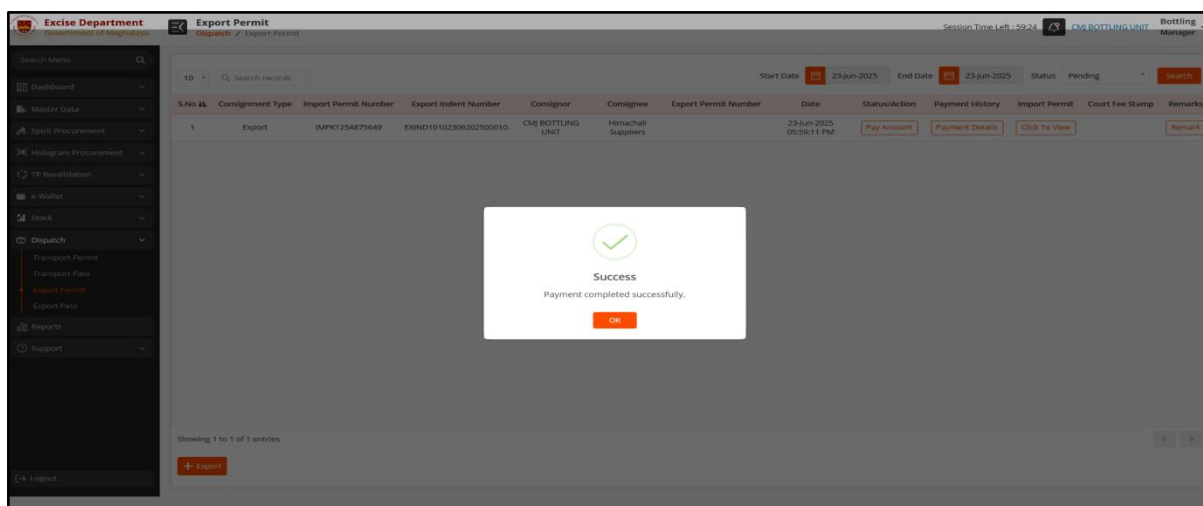 Excise Department
Government of Meghalaya
Export Permit
Dispatch / Export Permit
Session Time Left : 59:24
CMJ BOTTLING UNIT
Bottling Manager
Search Menu
Dashboard
Master Data
Spirit Procurement
Hologram Procurement
TP Revalidation
e-Wallet
Stock
Dispatch
Transport Permit
Transport Pass
Export Permit
Export Pass
Reports
Support
Logout
10
Search records
Start Date 23-Jun-2025 End Date 23-Jun-2025 Status Pending Search
S.No Consignment Type Import Permit Number Export Indent Number Consignor Consignee Export Permit Number Date Status/Action Payment History Import Permit Court Fee Stamp Remarks
1 Export IMPK1254875649 EXIND10102306202500010 CMJ BOTTLING UNIT Himachali Suppliers 23-Jun-2025 05:59:11 PM Pay Amount Payment Details Click To View Remark
Success
Payment completed successfully.
OK
Showing 1 to 1 of 1 entries
< >
+ Export